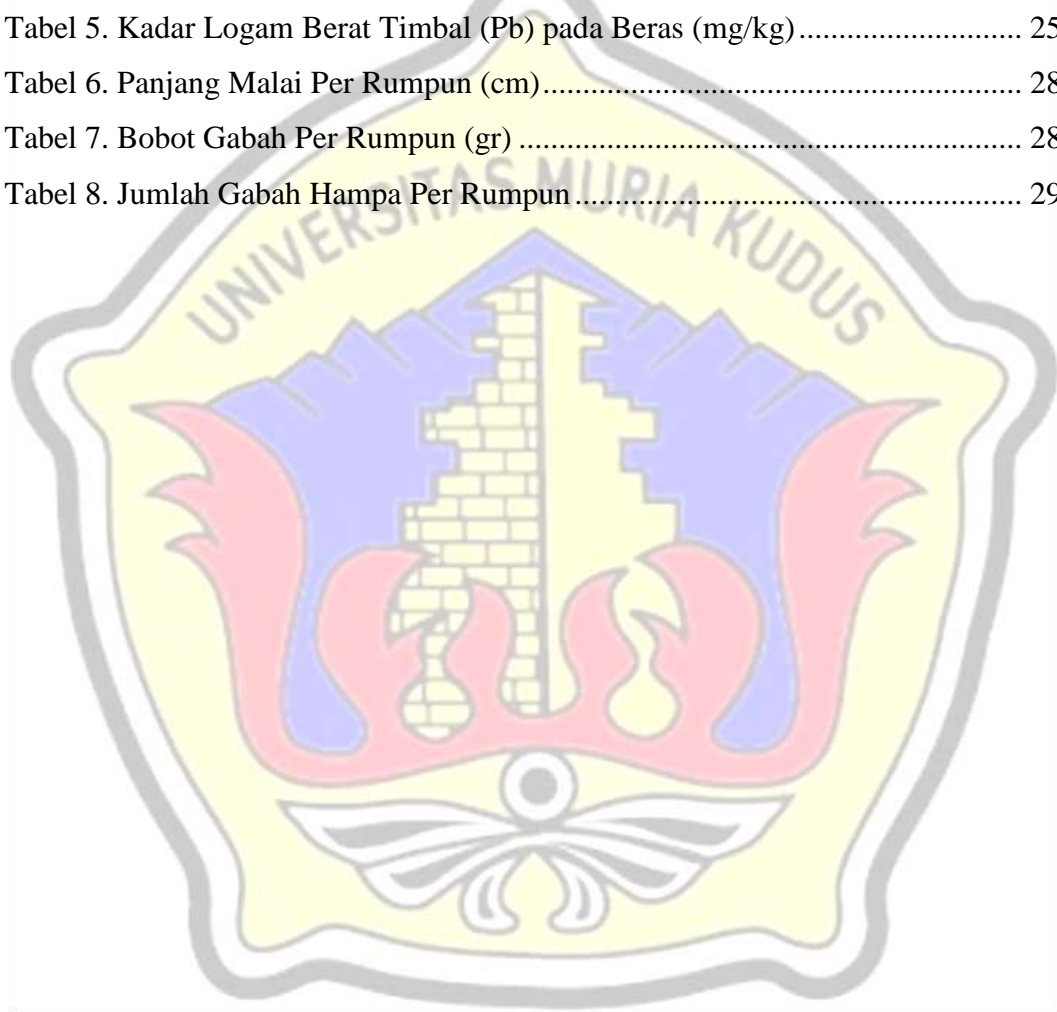 Tabel 5. Kadar Logam Berat Timbal (Pb) pada Beras (mg/kg)............................ 25
Tabel 6. Panjang Malai Per Rumpun (cm)............................................................ 28
Tabel 7. Bobot Gabah Per Rumpun (gr) ............................................................... 28
Tabel 8. Jumlah Gabah Hampa Per Rumpun........................................................ 29
UNIVERSITAS MURIA KUDUS